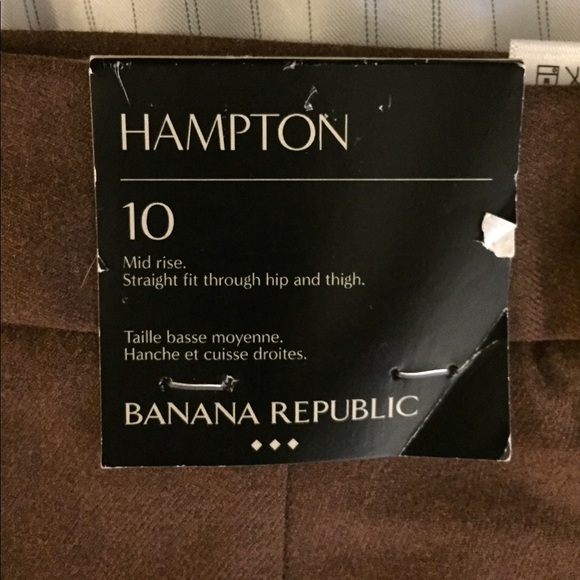 HAMPTON
10
Mid rise.
Straight fit through hip and thigh.
Taille basse moyenne.
Hanche et cuisse droites.
BANANA REPUBLIC